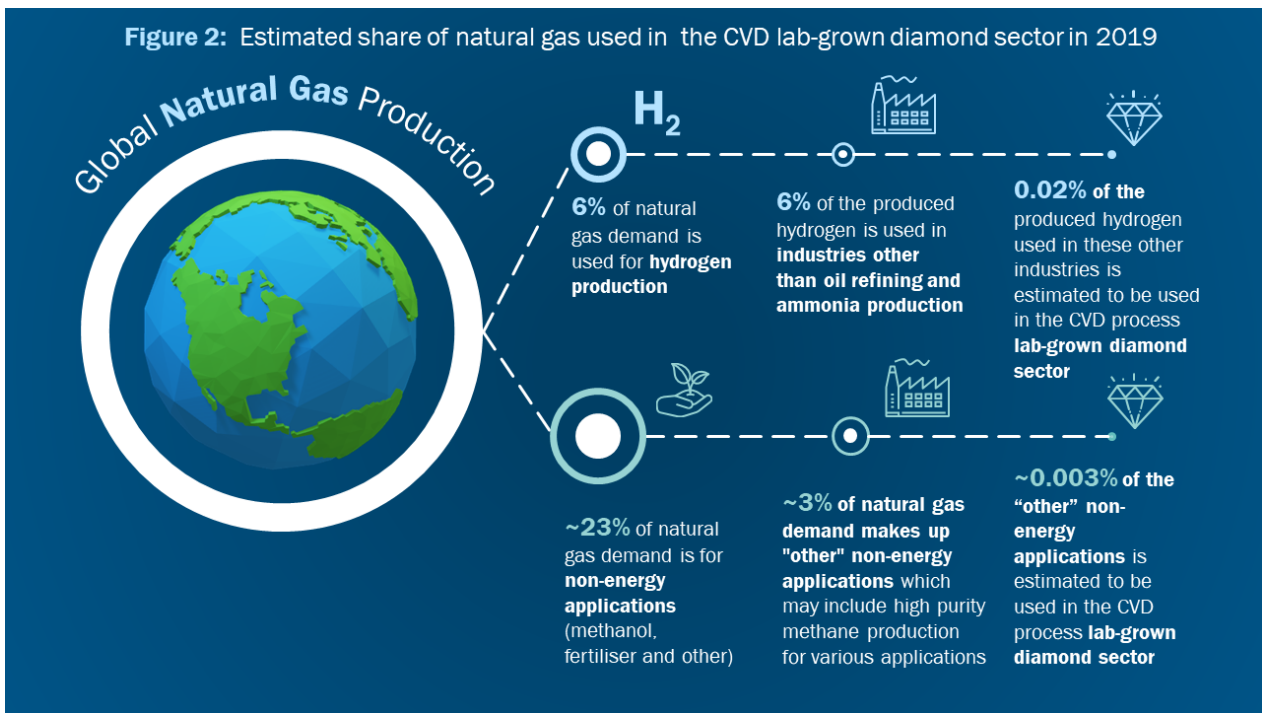 Figure 2: Estimated share of natural gas used in the CVD lab-grown diamond sector in 2019
Global Natural Gas Production
H₂
6% of natural
gas demand is
used for hydrogen
production
6% of the produced
hydrogen is used in
industries other
than oil refining and
ammonia production
0.02% of the
produced hydrogen
used in these other
industries is
estimated to be used
in the CVD process
lab-grown diamond
sector
~23% of natural
gas demand is for
non-energy
applications
(methanol,
fertiliser and other)
~3% of natural gas
demand makes up
"other" non-energy
applications which
may include high purity
methane production
for various applications
~0.003% of the
“other” non-
energy
applications is
estimated to be
used in the CVD
process lab-grown
diamond sector